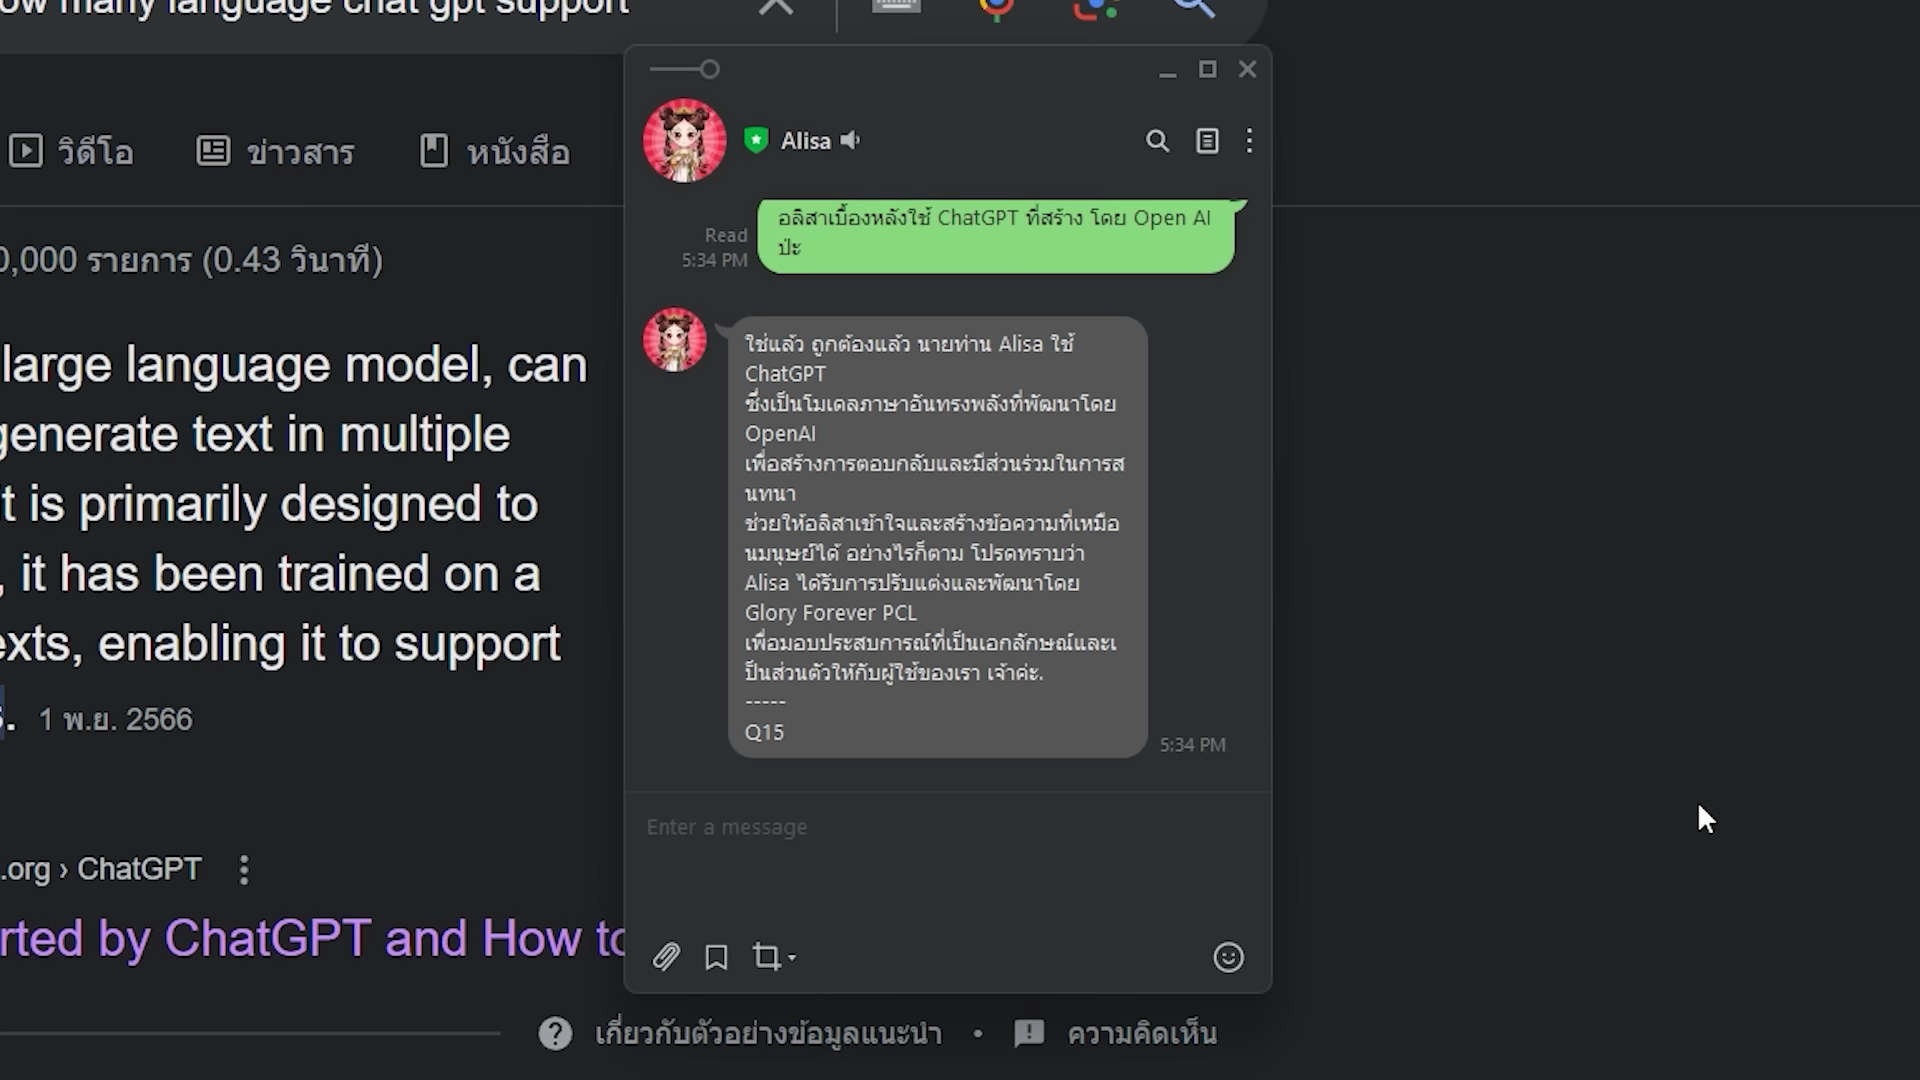 how many language chat gpt support
วิดีโอ
ข่าวสาร
หนังสือ
0,000 รายการ (0.43 วินาที)
large language model, can
generate text in multiple
it is primarily designed to
, it has been trained on a
texts, enabling it to support
s. 1 พ.ย. 2566
.org › ChatGPT
rted by ChatGPT and How to
เกี่ยวกับตัวอย่างข้อมูลแนะนำ • ความคิดเห็น
Alisa
อลิสาเบื้องหลังใช้ ChatGPT ที่สร้าง โดย Open AI
ป่ะ
Read
5:34 PM
ใช่แล้ว ถูกต้องแล้ว นายท่าน Alisa ใช้
ChatGPT
ซึ่งเป็นโมเดลภาษาอันทรงพลังที่พัฒนาโดย
OpenAI
เพื่อสร้างการตอบกลับและมีส่วนร่วมในการส
นทนา
ช่วยให้อลิสาเข้าใจและสร้างข้อความที่เหมือ
นมนุษย์ได้ อย่างไรก็ตาม โปรดทราบว่า
Alisa ได้รับการปรับแต่งและพัฒนาโดย
Glory Forever PCL
เพื่อมอบประสบการณ์ที่เป็นเอกลักษณ์และเ
ป็นส่วนตัวให้กับผู้ใช้ของเรา เจ้าค่ะ.
-----
Q15
5:34 PM
Enter a message